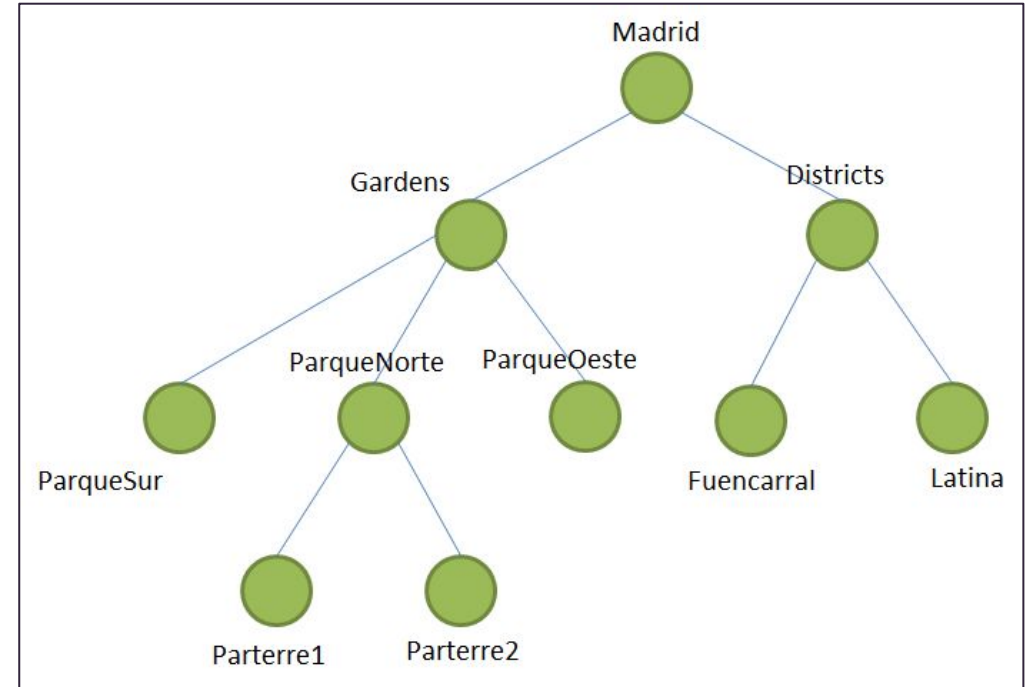 Madrid
Gardens
Districts
ParqueNorte
ParqueOeste
ParqueSur
Fuencarral
Latina
Parterre1
Parterre2